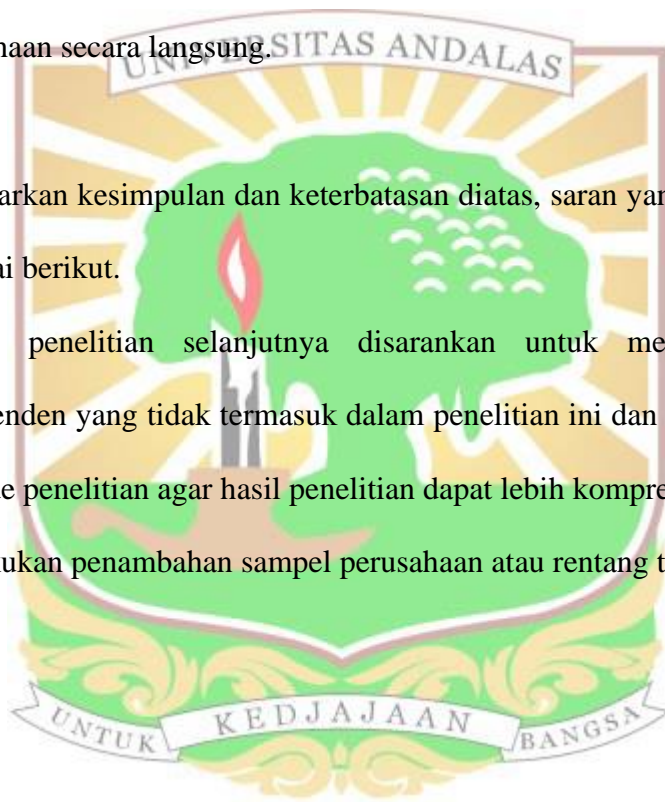 naan secara langsung.
UNIVERSITAS ANDALAS
arkan kesimpulan dan keterbatasan diatas, saran yan
ai berikut.
penelitian selanjutnya disarankan untuk me
enden yang tidak termasuk dalam penelitian ini dan
e penelitian agar hasil penelitian dapat lebih kompre
ukan penambahan sampel perusahaan atau rentang t
UNTUK KEDJAJAAN BANGSA